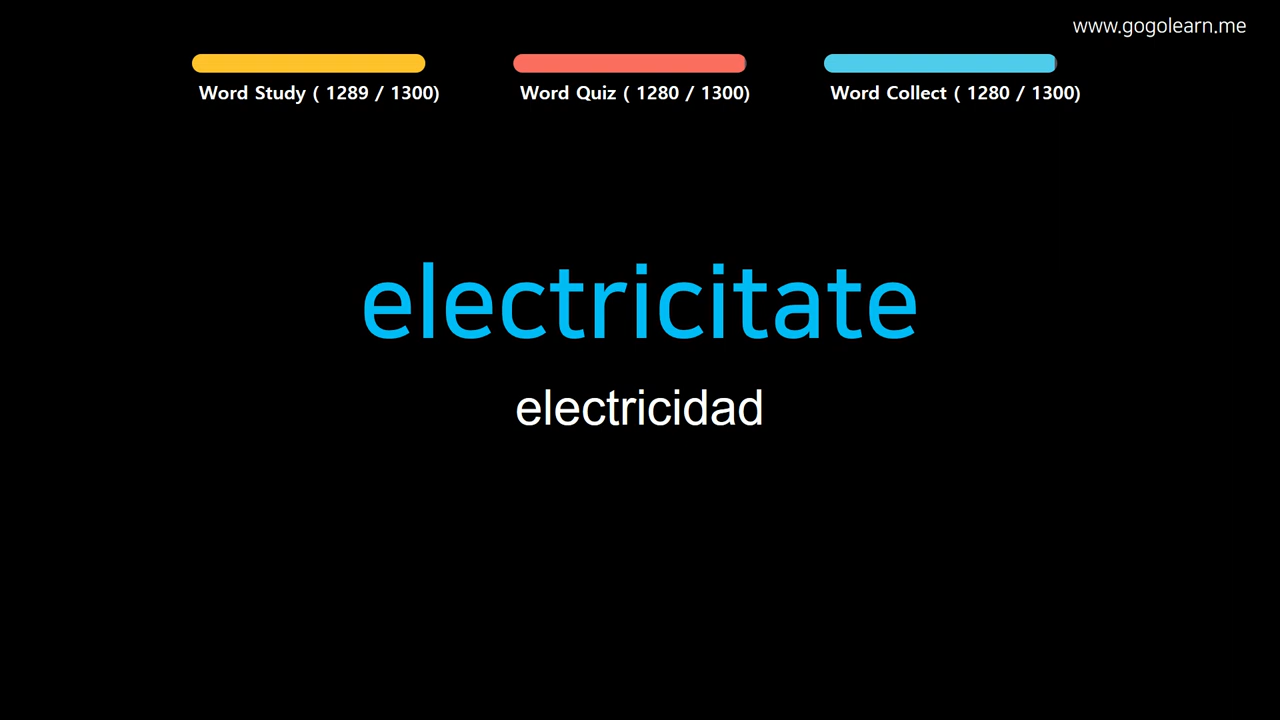 www.gogolearn.me
Word Study ( 1289 / 1300)
Word Quiz ( 1280 / 1300)
Word Collect ( 1280 / 1300)
electricitate
electricidad